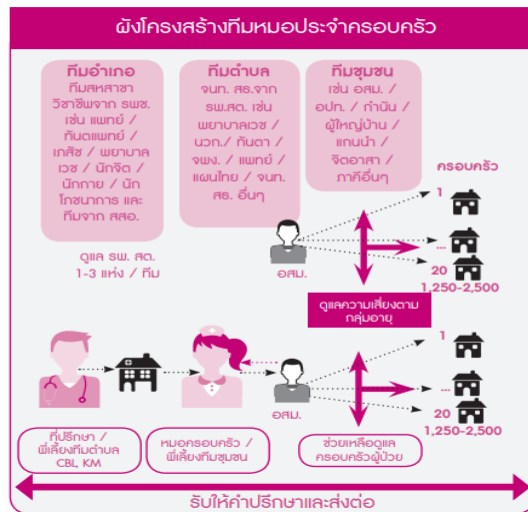 ผังโครงสร้างทีมหมอประจำครอบครัว
ทีมอำเภอ
ทีมสหสาขา
วิชาชีพจาก รพช.
เช่น แพทย์ /
ทันตแพทย์ /
เภสัช / พยาบาล
เวช / นักจิต /
นักกาย / นัก
โภชนาการ และ
ทีมจาก สสอ.
ดูแล รพ. สต.
1-3 แห่ง / ทีม
ทีมตำบล
จนท. สธ.จาก
รพ.สต. เช่น
พยาบาลเวช /
นวก./ ทันตา /
จพง. / แพทย์ /
แผนไทย / จนท.
สธ. อื่นๆ
ทีมชุมชน
เช่น อสม. /
อปท. / กำนัน /
ผู้ใหญ่บ้าน /
แกนนำ /
จิตอาสา /
ภาคีอื่นๆ
ครอบครัว
1
...
20
1,250-2,500
อสม.
ดูแลความเสี่ยงตาม
กลุ่มอายุ
1
...
20
1,250-2,500
อสม.
ที่ปรึกษา /
พี่เลี้ยงทีมตำบล
CBL, KM
หมอครอบครัว /
พี่เลี้ยงทีมชุมชน
ช่วยเหลือดูแล
ครอบครัวผู้ป่วย
รับให้คำปรึกษาและส่งต่อ